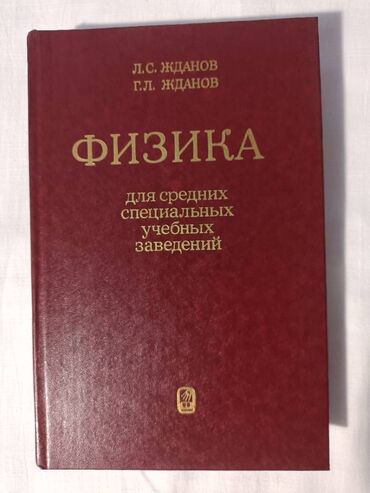 Л.С. ЖДАНОВ
Г.Л. ЖДАНОВ
ФИЗИКА
для средних
специальных
учебных
заведений